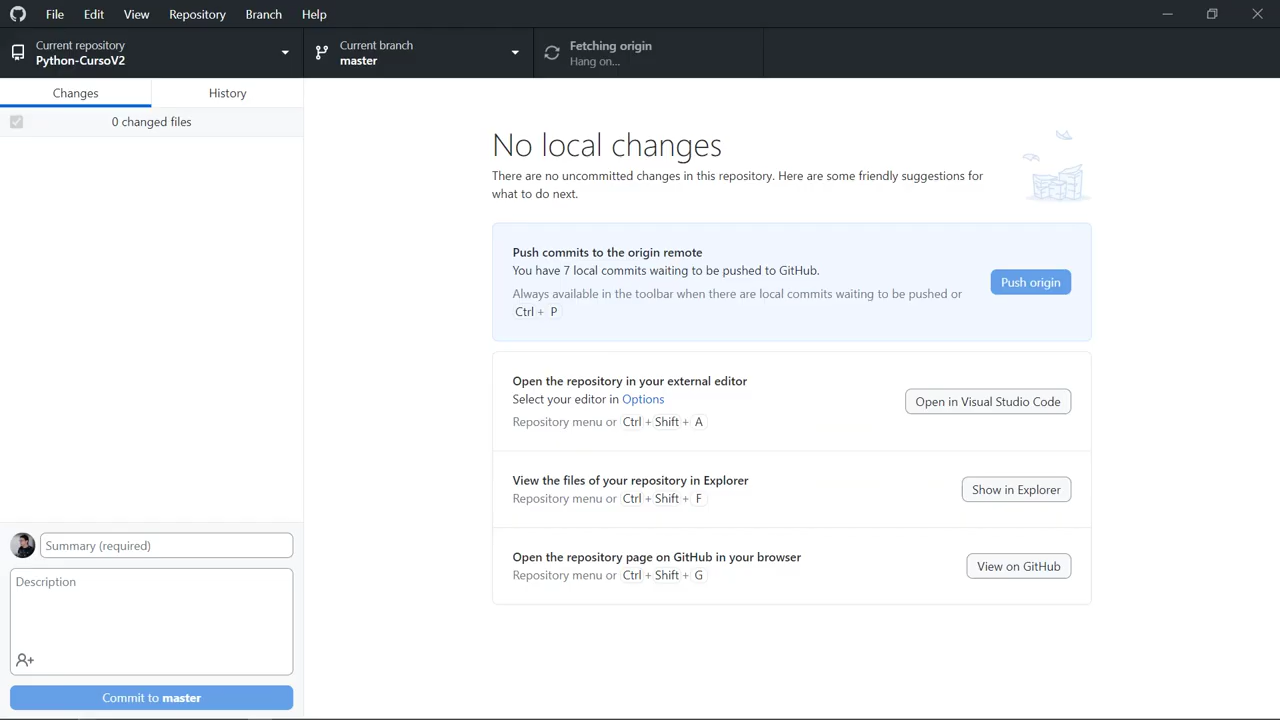 File Edit View Repository Branch Help
Current repository
Python-CursoV2
Current branch
master
Fetching origin
Hang on...
Changes
History
0 changed files
No local changes
There are no uncommitted changes in this repository. Here are some friendly suggestions for
what to do next.
Push commits to the origin remote
You have 7 local commits waiting to be pushed to GitHub.
Always available in the toolbar when there are local commits waiting to be pushed or
Ctrl + P
Push origin
Open the repository in your external editor
Select your editor in Options
Repository menu or Ctrl + Shift + A
Open in Visual Studio Code
View the files of your repository in Explorer
Repository menu or Ctrl + Shift + F
Show in Explorer
Open the repository page on GitHub in your browser
Repository menu or Ctrl + Shift + G
View on GitHub
Summary (required)
Description
Commit to master